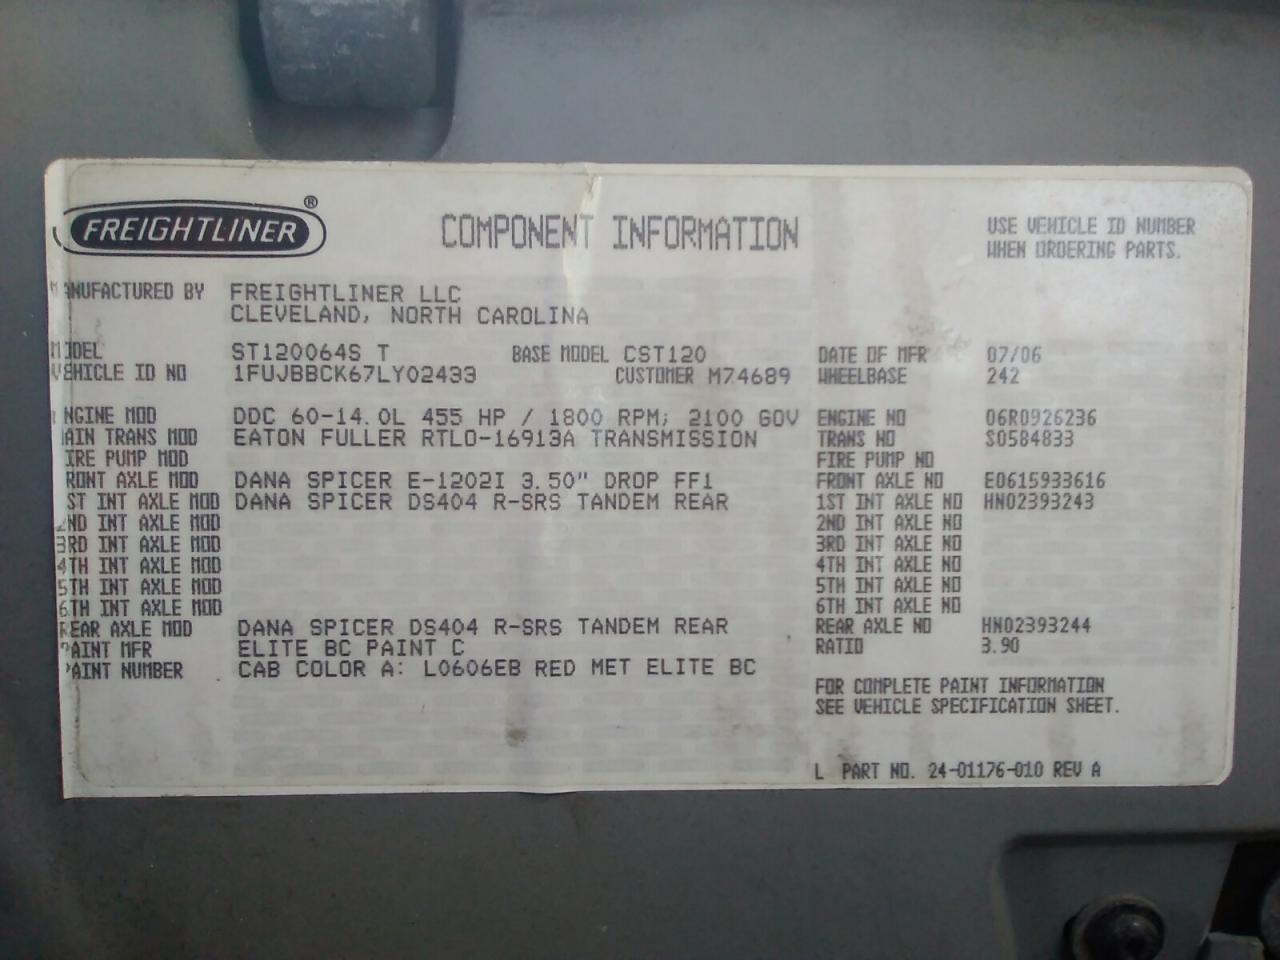 FREIGHTLINER ®
COMPONENT INFORMATION
USE VEHICLE ID NUMBER
WHEN ORDERING PARTS.
MANUFACTURED BY FREIGHTLINER LLC
CLEVELAND, NORTH CAROLINA
MODEL ST120064S T BASE MODEL CST120 DATE OF MFR 07/06
VEHICLE ID NO 1FUJBBCK67LY02433 CUSTOMER M74689 WHEELBASE 242
ENGINE MOD DDC 60-14.0L 455 HP / 1800 RPM; 2100 GOV ENGINE NO 06R0926236
MAIN TRANS MOD EATON FULLER RTLO-16913A TRANSMISSION TRANS NO S0584833
FIRE PUMP MOD FIRE PUMP NO
FRONT AXLE MOD DANA SPICER E-1202I 3.50" DROP FF1 FRONT AXLE NO E0615933616
1ST INT AXLE MOD DANA SPICER DS404 R-SRS TANDEM REAR 1ST INT AXLE NO HN02393243
2ND INT AXLE MOD 2ND INT AXLE NO
3RD INT AXLE MOD 3RD INT AXLE NO
4TH INT AXLE MOD 4TH INT AXLE NO
5TH INT AXLE MOD 5TH INT AXLE NO
6TH INT AXLE MOD 6TH INT AXLE NO
REAR AXLE MOD DANA SPICER DS404 R-SRS TANDEM REAR REAR AXLE NO HN02393244
PAINT MFR ELITE BC PAINT C RATIO 3.90
PAINT NUMBER CAB COLOR A: L0606EB RED MET ELITE BC
FOR COMPLETE PAINT INFORMATION
SEE VEHICLE SPECIFICATION SHEET.
L PART NO. 24-01176-010 REV A